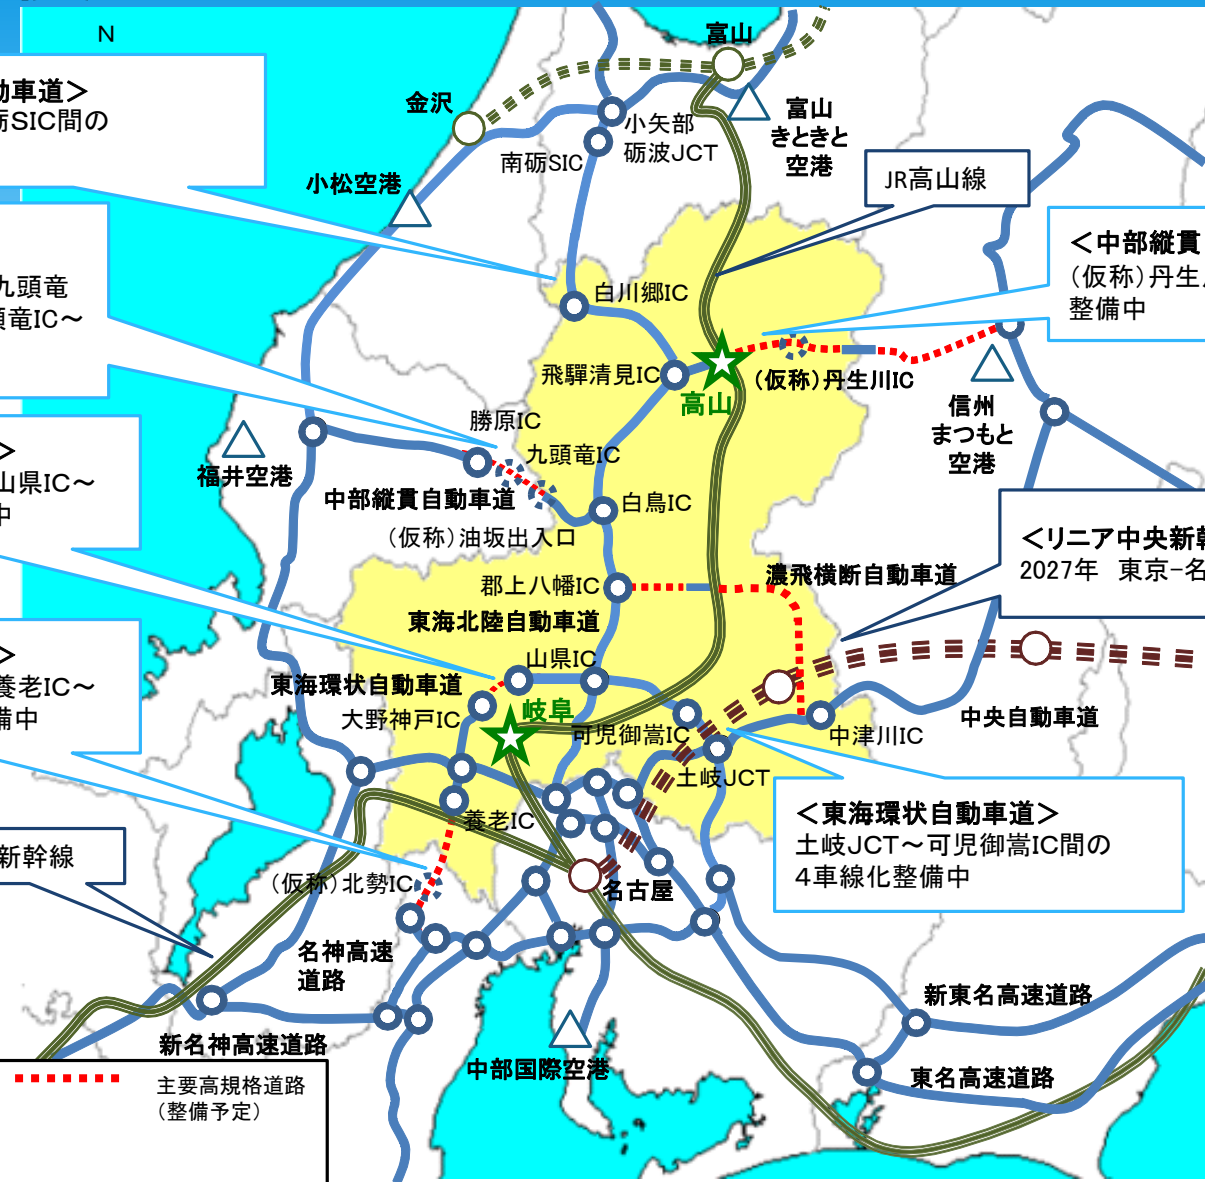 N
富山
動車道＞
砺SIC間の
金沢
小矢部
砺波JCT
富山
きときと
空港
南砺SIC
小松空港
JR高山線
＜中部縦貫
（仮称）丹生
整備中
九頭竜
頭竜IC～
白川郷IC
飛騨清見IC
（仮称）丹生川IC
高山
信州
まつもと
空港
勝原IC
九頭竜IC
＞
山県IC～
中
福井空港
中部縦貫自動車道
白鳥IC
（仮称）油坂出入口
＜リニア中央新幹
2027年　東京−名
濃飛横断自動車道
郡上八幡IC
東海北陸自動車道
＞
養老IC～
備中
山県IC
東海環状自動車道
大野神戸IC
岐阜
可児御嵩IC
中央自動車道
中津川IC
土岐JCT
養老IC
＜東海環状自動車道＞
土岐JCT～可児御嵩IC間の
4車線化整備中
新幹線
（仮称）北勢IC
名古屋
名神高速
道路
新東名高速道路
新名神高速道路
中部国際空港
東名高速道路
主要高規格道路
（整備予定）